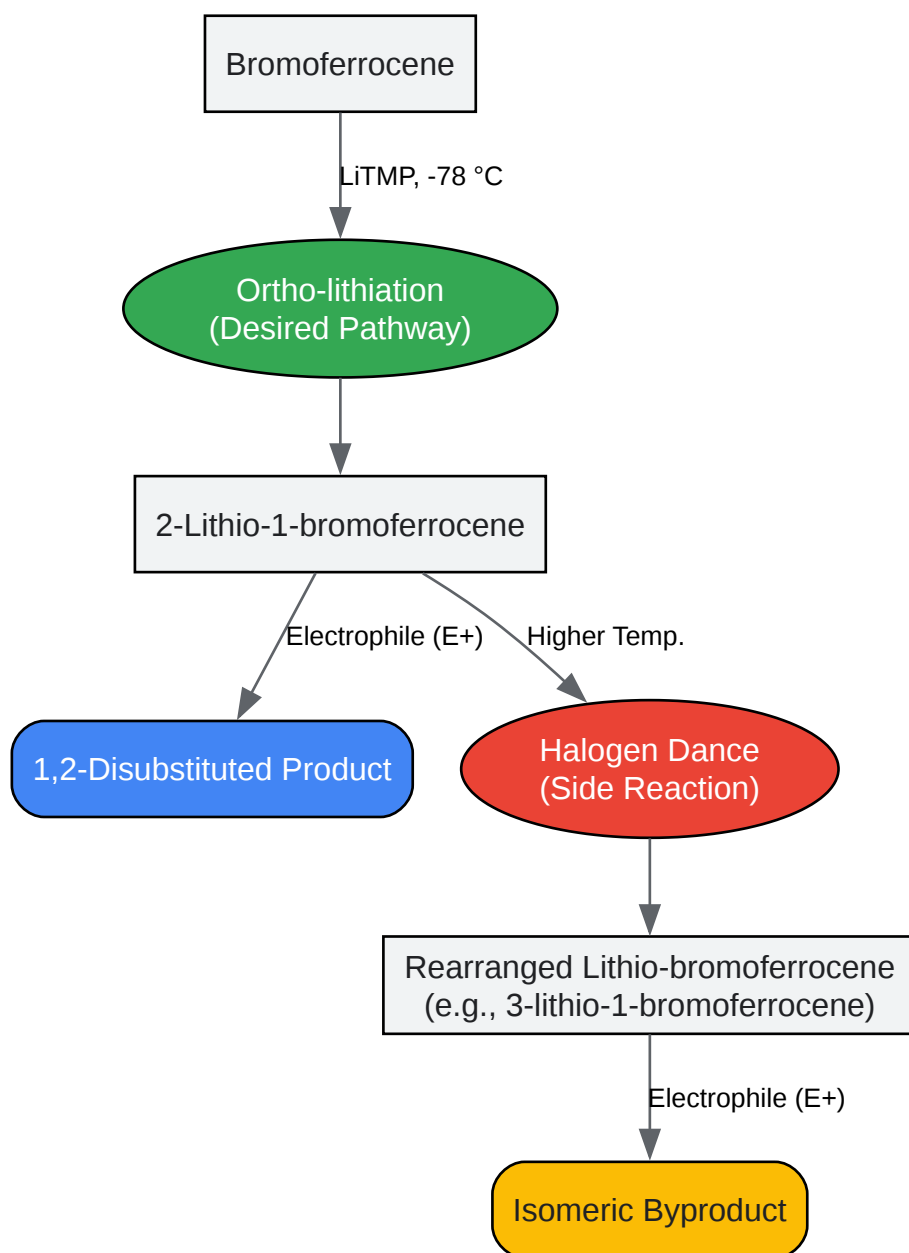 Bromoferrocene
LiTMP, -78 °C
Ortho-lithiation
(Desired Pathway)
2-Lithio-1-bromoferrocene
Electrophile (E+)
Higher Temp.
1,2-Disubstituted Product
Halogen Dance
(Side Reaction)
Rearranged Lithio-bromoferrocene
(e.g., 3-lithio-1-bromoferrocene)
Electrophile (E+)
Isomeric Byproduct